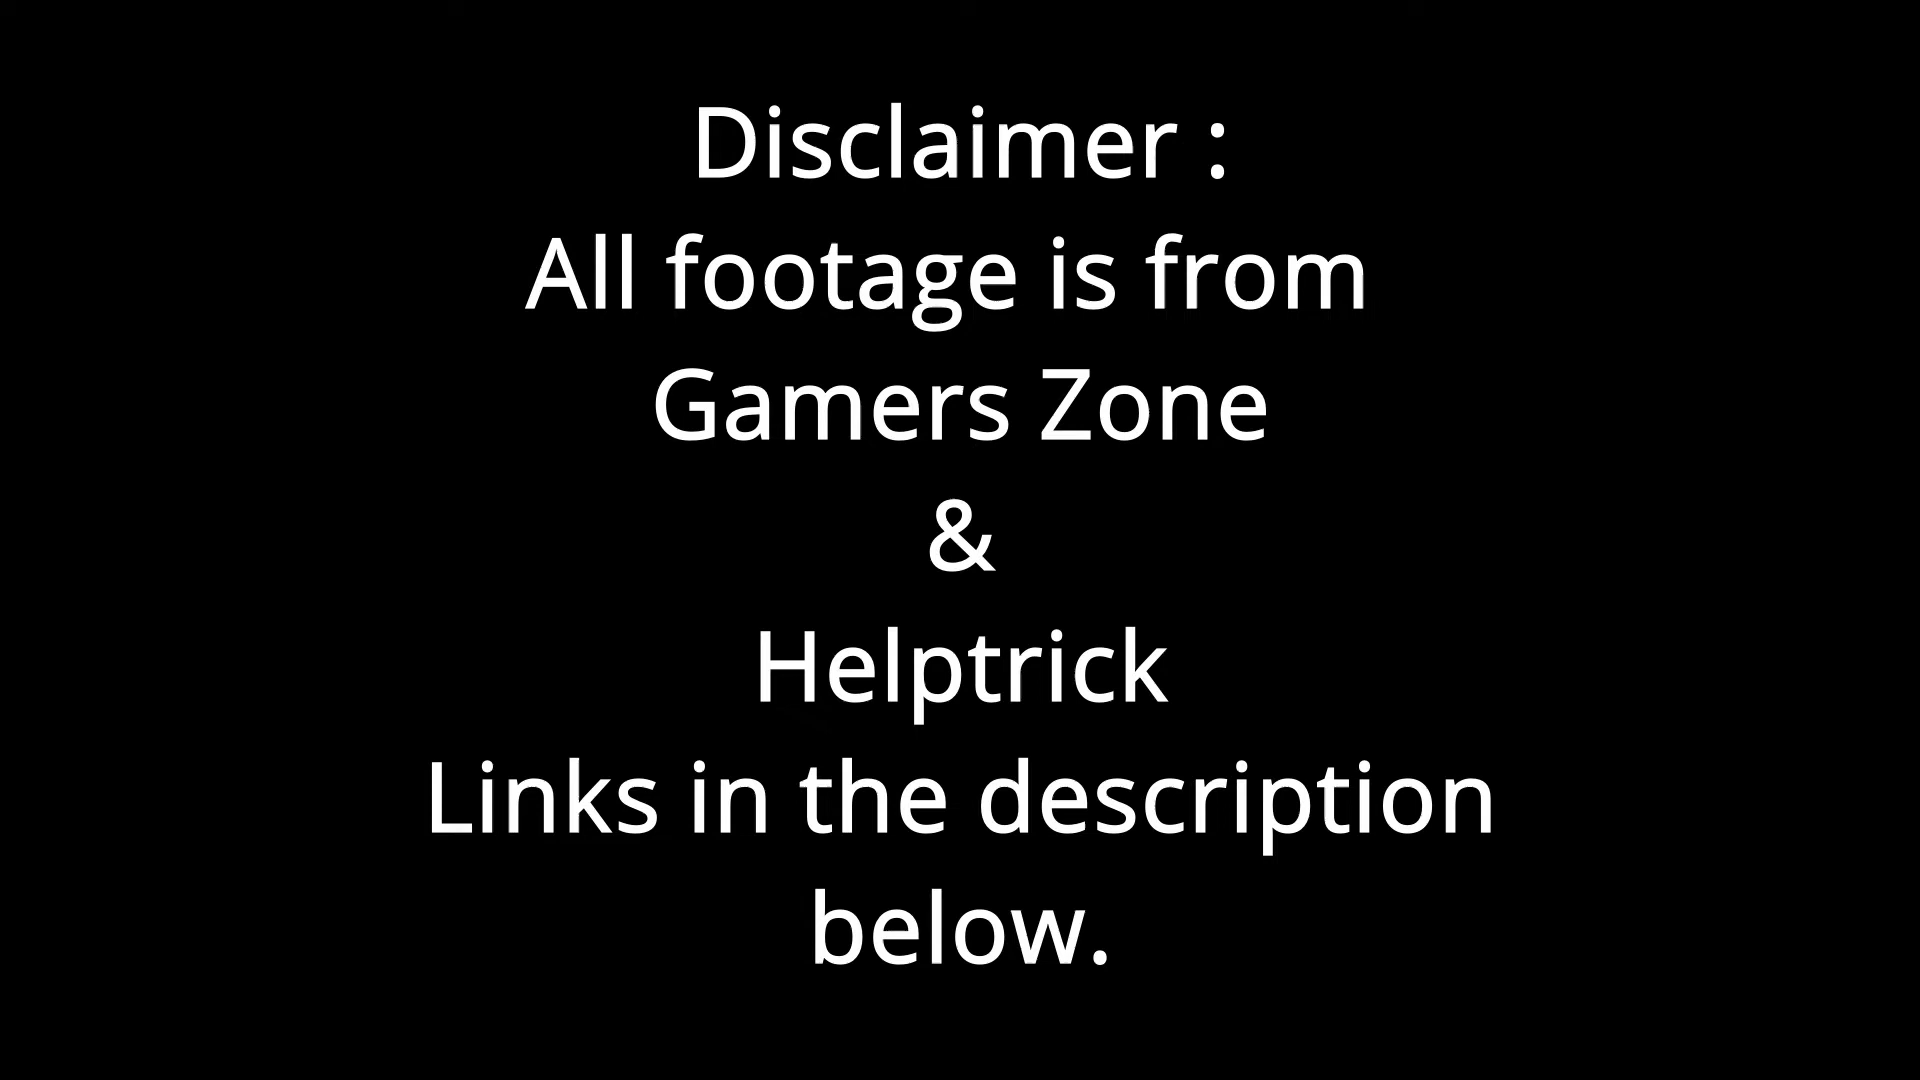 Disclaimer :
All footage is from
Gamers Zone
&
Helptrick
Links in the description
below.